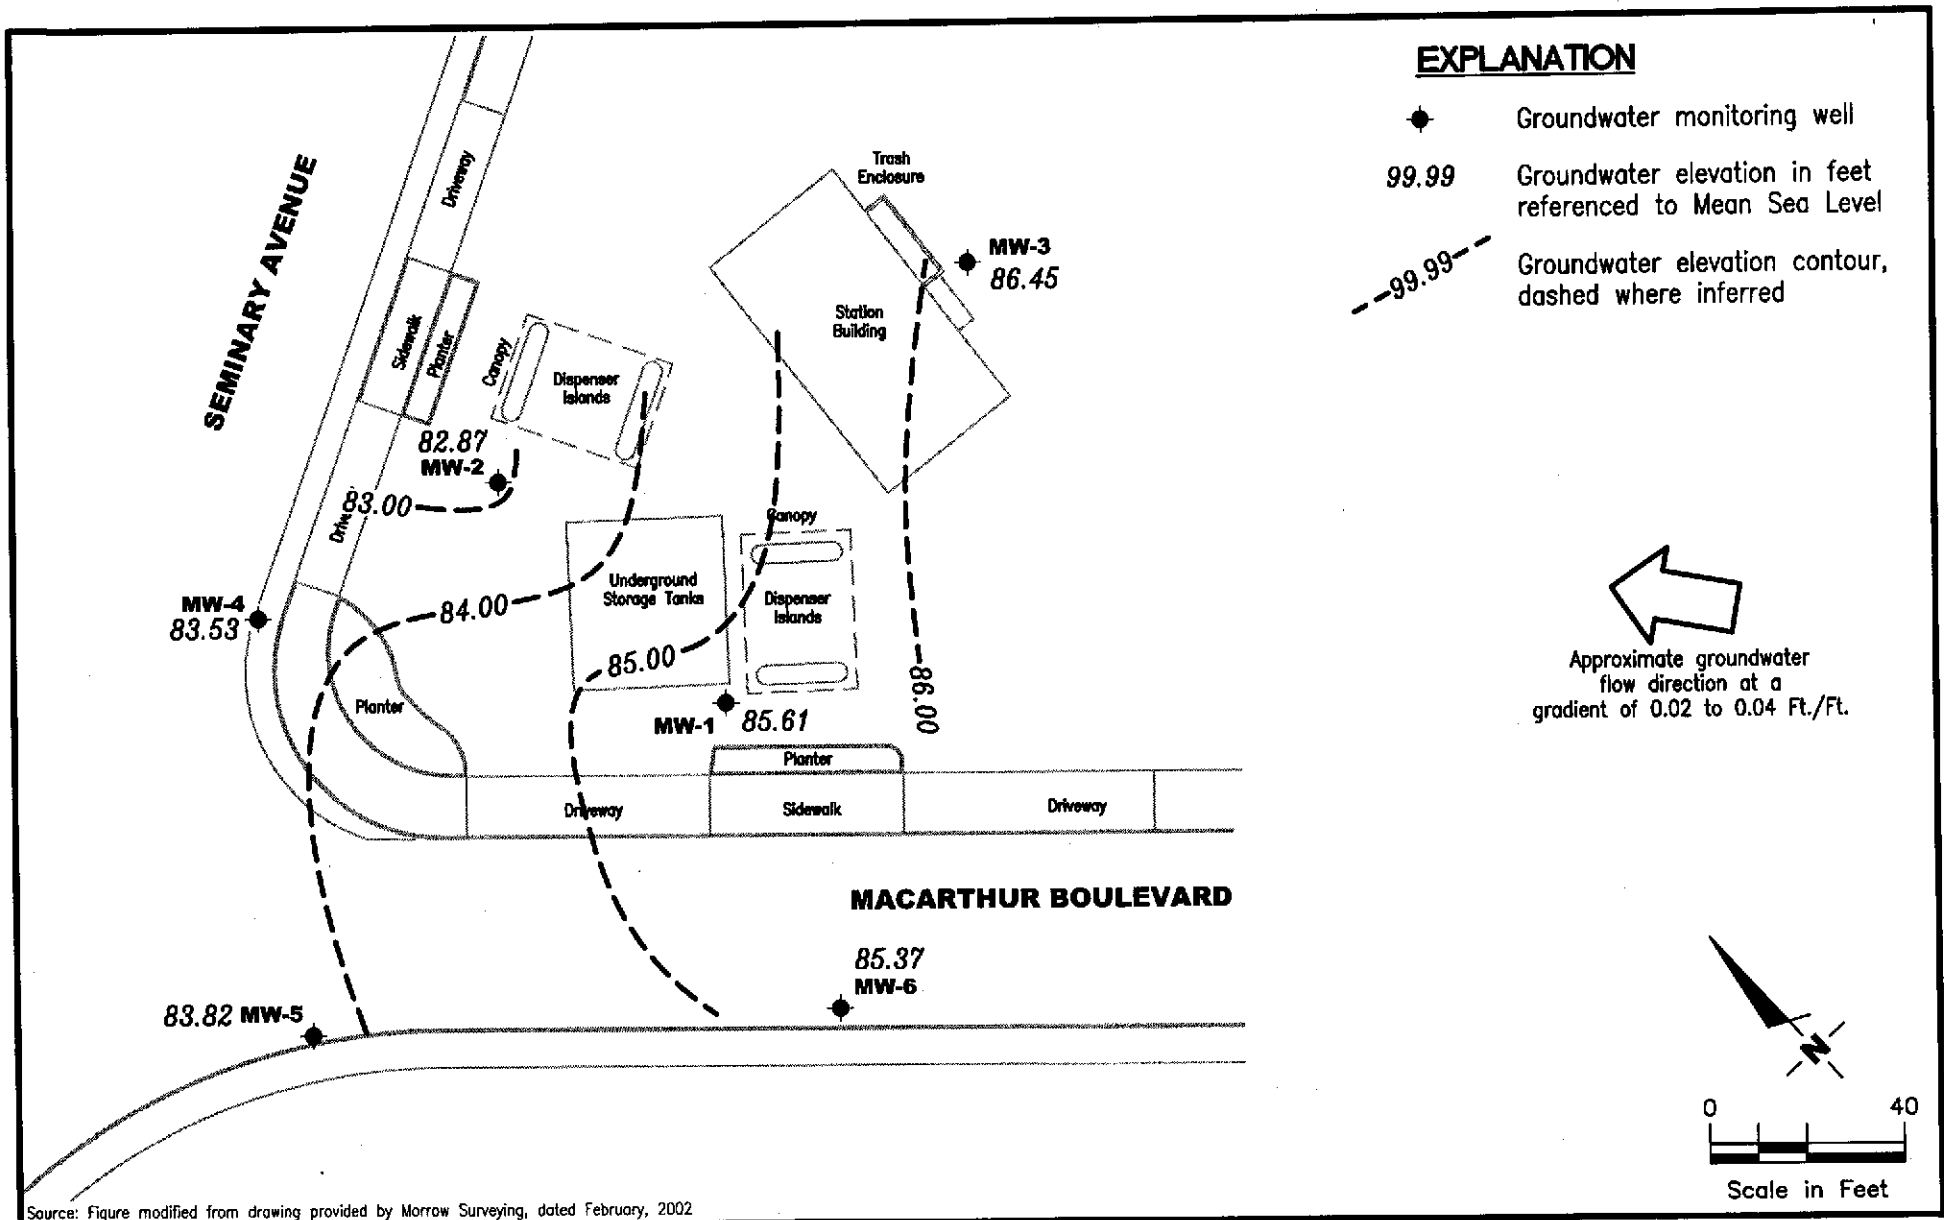 EXPLANATION
Groundwater monitoring well
99.99
Groundwater elevation in feet
referenced to Mean Sea Level
99.99
Groundwater elevation contour,
dashed where inferred
SEMINARY AVENUE
Driveway
Trash
Enclosure
MW-3
86.45
Station
Building
Sidewalk
Planter
Canopy
Dispenser
Islands
82.87
MW-2
83.00
Drive
Canopy
Underground
Storage Tanks
Dispenser
Islands
MW-4
83.53
84.00
85.00
86.00
Planter
MW-1
85.61
Planter
Driveway
Sidewalk
Driveway
Approximate groundwater
flow direction at a
gradient of 0.02 to 0.04 Ft./Ft.
MACARTHUR BOULEVARD
85.37
MW-6
83.82 MW-5
N
0 40
Scale in Feet
Source: Figure modified from drawing provided by Morrow Surveying, dated February, 2002